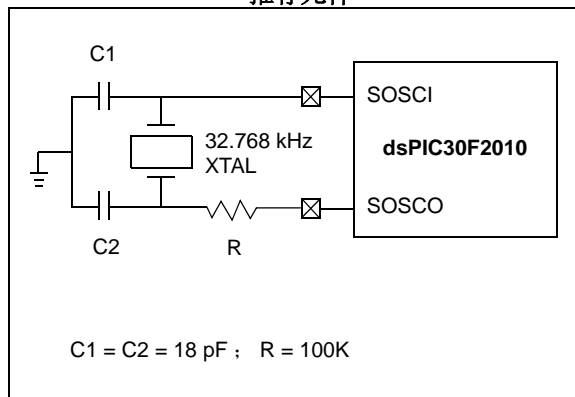 C1
SOSCI
32.768 kHz
XTAL
dsPIC30F2010
SOSCO
C2
R
C1 = C2 = 18 pF ； R = 100K